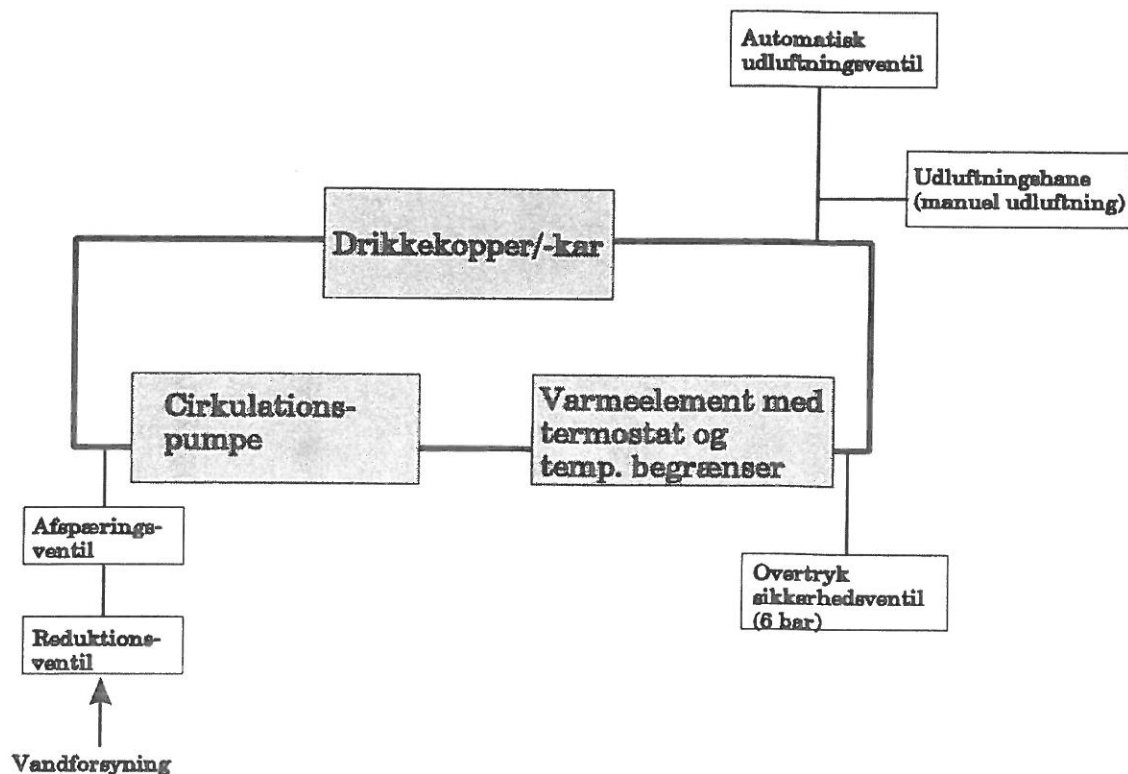 Automatisk
udluftningsventil
Udluftningshane
(manuel udluftning)
Drikkekopper/-kar
Cirkulations-
pumpe
Varmeelement med
termostat og
temp. begrænser
Afspærings-
ventil
Overtryk
sikkerhedsventil
(6 bar)
Reduktions-
ventil
Vandforsyning